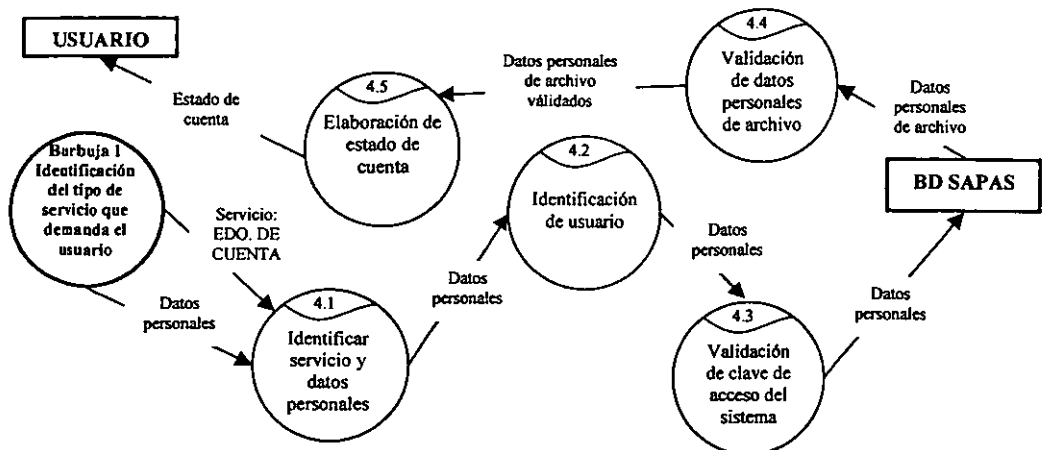 USUARIO
Estado de
cuenta
Burbuja 1
Identificación
del tipo de
servicio que
demanda el
usuario
Servicio:
EDO. DE
CUENTA
Datos
personales
4.1
Identificar
servicio y
datos
personales
Datos
personales
4.2
Identificación
de usuario
Datos
personales
4.3
Validación
de clave de
acceso del
sistema
Datos
personales
BD SAPAS
Datos
personales
de archivo
4.4
Validación
de datos
personales
de archivo
Datos personales
de archivo
válidados
4.5
Elaboración de
estado de
cuenta